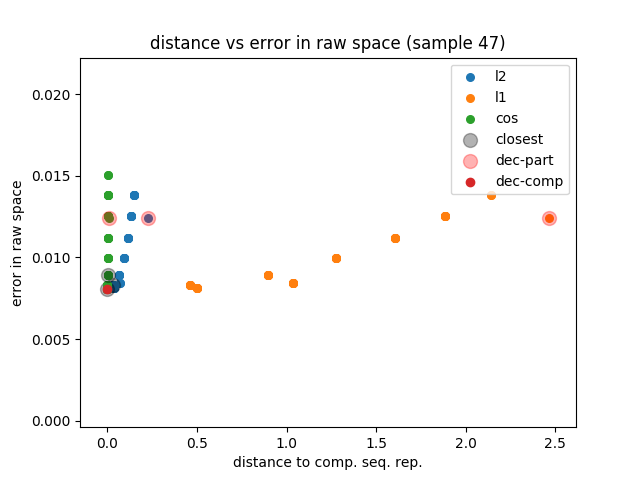 distance vs error in raw space (sample 47)
l2
l1
cos
closest
dec-part
dec-comp
error in raw space
0.020
0.015
0.010
0.005
0.000
0.0
0.5
1.0
1.5
2.0
2.5
distance to comp. seq. rep.